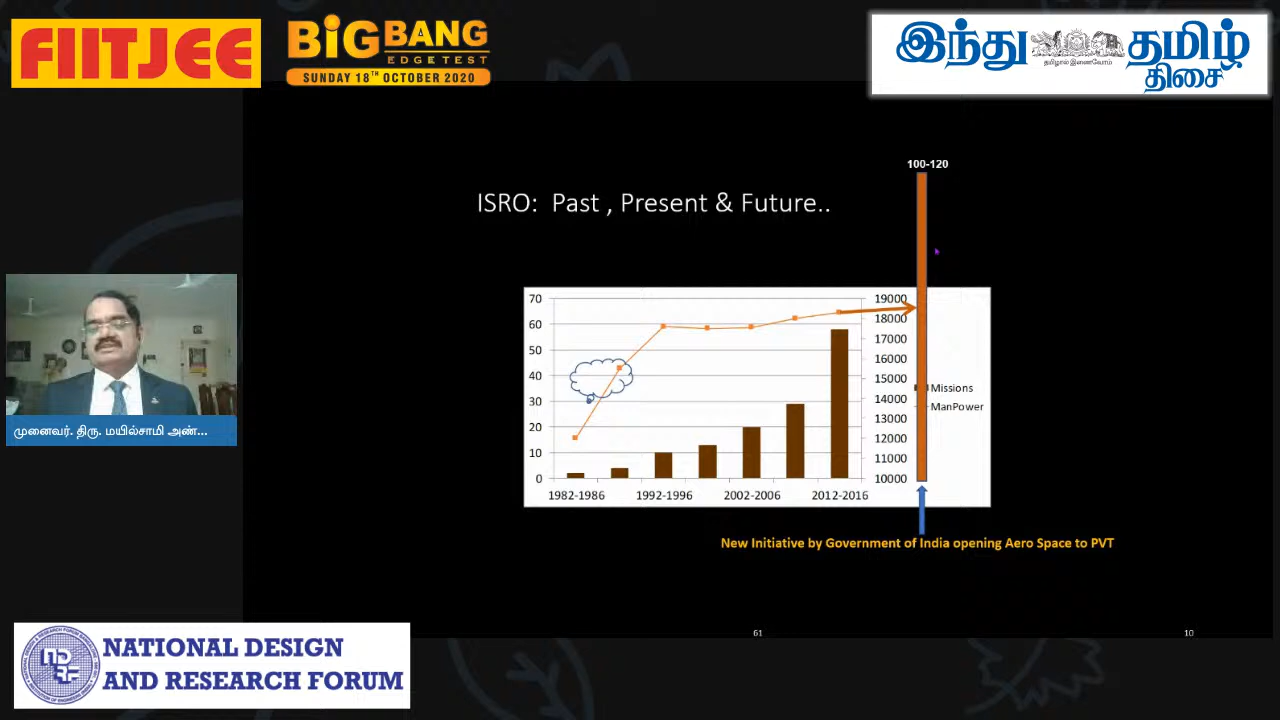 FIITJEE
BiGBANG
EDGE TEST
SUNDAY 18TH OCTOBER 2020
இந்து தமிழ் திசை
தமிழால் இணைவோம்
100-120
ISRO: Past , Present & Future..
70
60
50
40
30
20
10
0
19000
18000
17000
16000
15000
14000
13000
12000
11000
10000
Missions
ManPower
1982-1986 1992-1996 2002-2006 2012-2016
முனைவர். திரு. மயில்சாமி அண்...
New Initiative by Government of India opening Aero Space to PVT
61
10
NATIONAL DESIGN
AND RESEARCH FORUM
NDRF